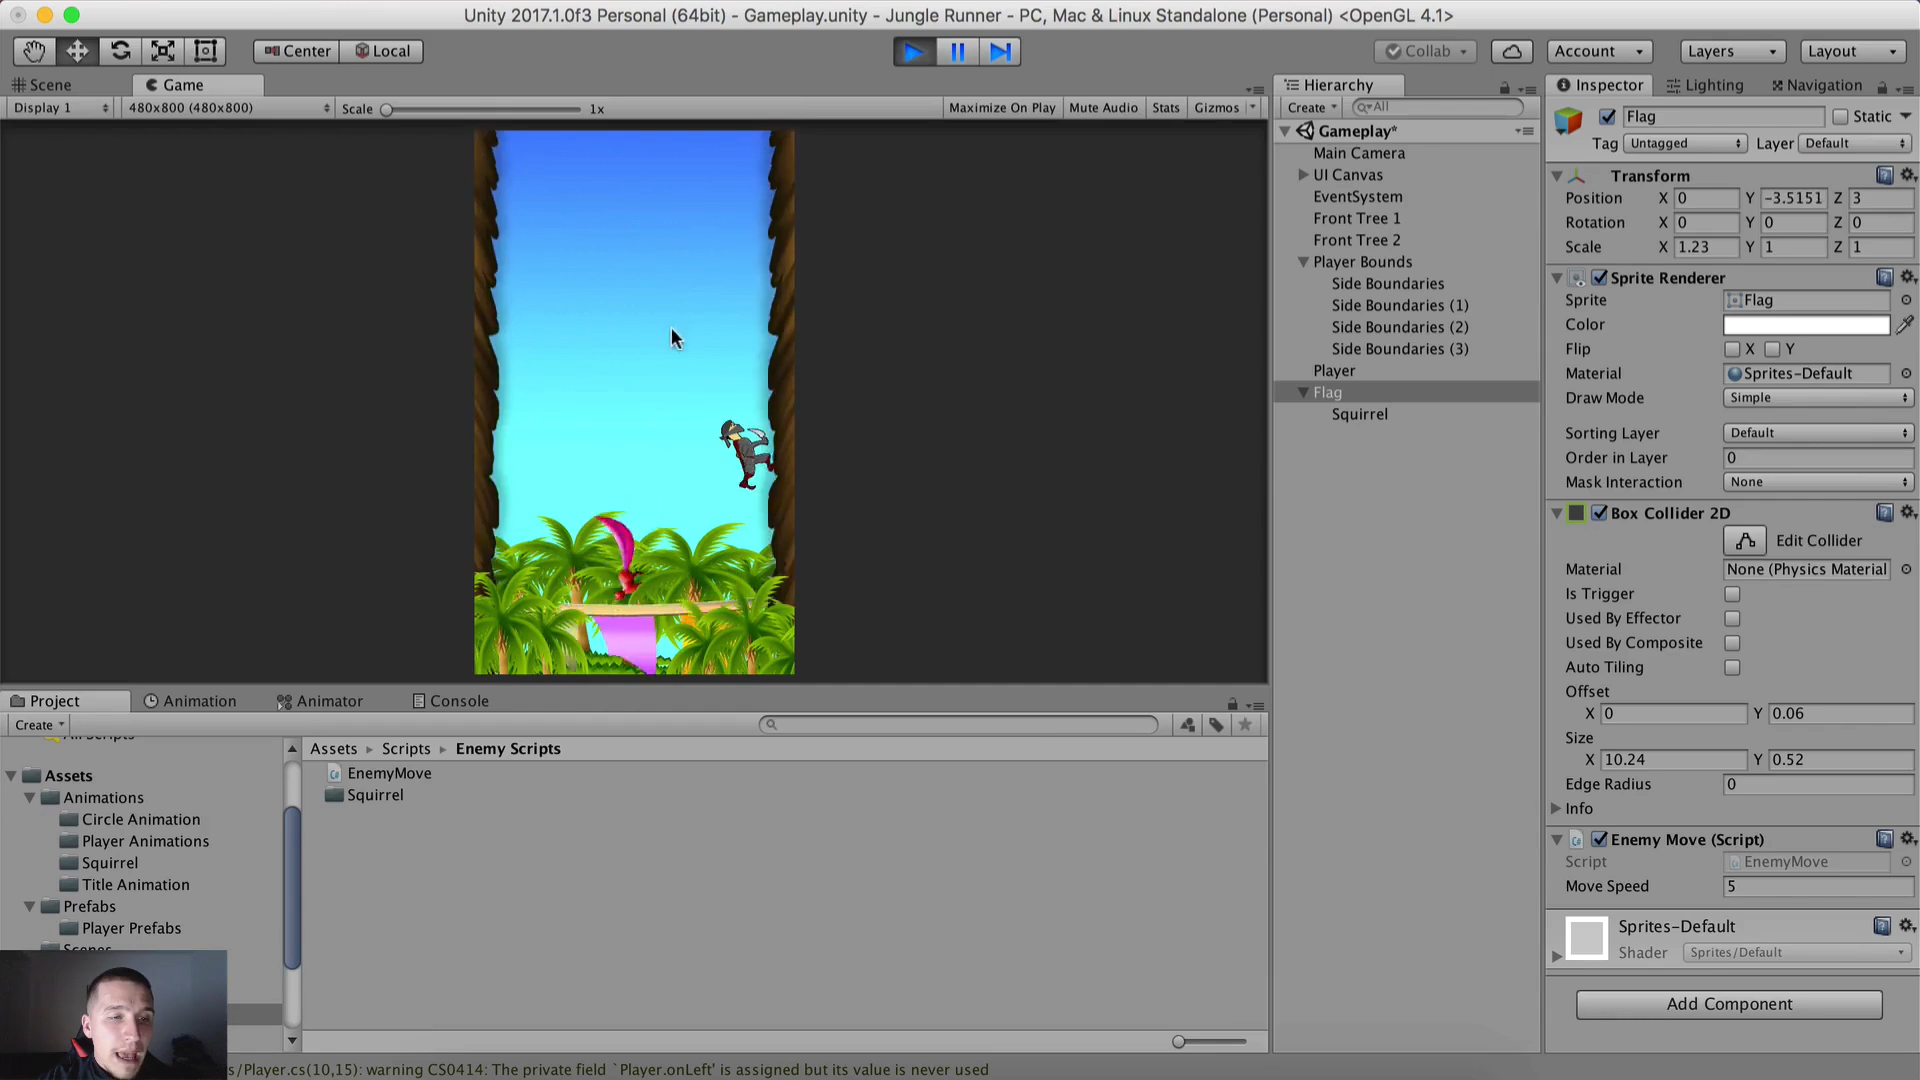 Unity 2017.1.0f3 Personal (64bit) - Gameplay.unity - Jungle Runner - PC, Mac & Linux Standalone (Personal) <OpenGL 4.1>
Center Local Collab Account Layers Layout
Scene Game
Display 1 480x800 (480x800) Scale 1x Maximize On Play Mute Audio Stats Gizmos
Hierarchy
Create All
Gameplay*
Main Camera
UI Canvas
EventSystem
Front Tree 1
Front Tree 2
Player Bounds
Side Boundaries
Side Boundaries (1)
Side Boundaries (2)
Side Boundaries (3)
Player
Flag
Squirrel
Inspector Lighting Navigation
Flag Static
Tag Untagged Layer Default
Transform
Position X 0 Y -3.5151 Z 3
Rotation X 0 Y 0 Z 0
Scale X 1.23 Y 1 Z 1
Sprite Renderer
Sprite Flag
Color
Flip X Y
Material Sprites-Default
Draw Mode Simple
Sorting Layer Default
Order in Layer 0
Mask Interaction None
Box Collider 2D
Edit Collider
Material None (Physics Material
Is Trigger
Used By Effector
Used By Composite
Auto Tiling
Offset
X 0 Y 0.06
Size
X 10.24 Y 0.52
Edge Radius 0
Info
Enemy Move (Script)
Script EnemyMove
Move Speed 5
Sprites-Default
Shader Sprites/Default
Add Component
Project Animation Animator Console
Create
All Scripts
Assets
Animations
Circle Animation
Player Animations
Squirrel
Title Animation
Prefabs
Player Prefabs
Scenes
Assets Scripts Enemy Scripts
EnemyMove
Squirrel
s/Player.cs(10,15): warning CS0414: The private field `Player.onLeft' is assigned but its value is never used